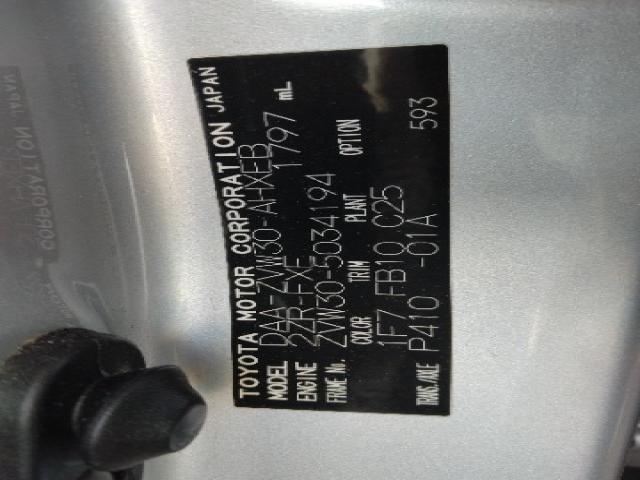 TOYOTA MOTOR CORPORATION JAPAN
MODEL DAA-ZVW30-AHXEB
ENGINE 2ZR-FXE 1797 mL
FRAME No. ZVW30-5034194
COLOR TRIM PLANT OPTION
1F7 FB10 C25
TRANS./AXLE P410 -01A 593